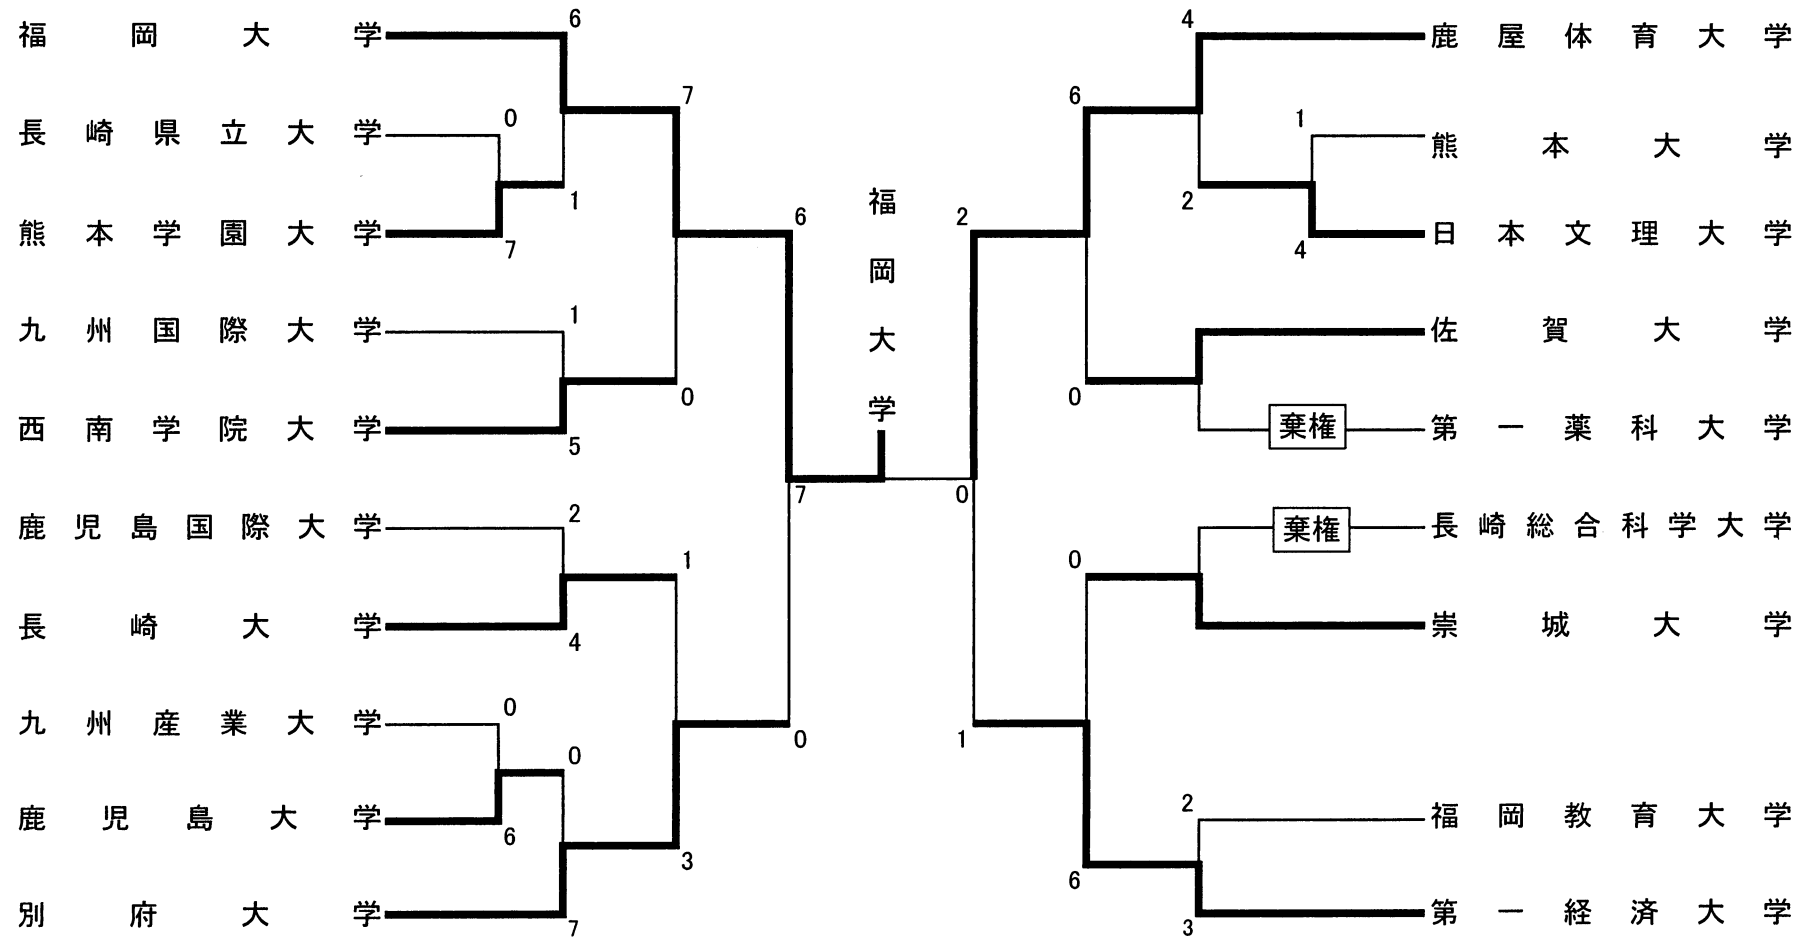 福岡大学
長崎県立大学
熊本学園大学
九州国際大学
西南学院大学
鹿児島国際大学
長崎大学
九州産業大学
鹿児島大学
別府大学
6
0
7
1
1
5
2
4
0
6
0
7
7
0
1
3
6
0
7
福岡大学
0
2
1
6
0
0
6
4
2
1
4
棄権
棄権
2
3
鹿屋体育大学
熊本大学
日本文理大学
佐賀大学
第一薬科大学
長崎総合科学大学
崇城大学
福岡教育大学
第一経済大学